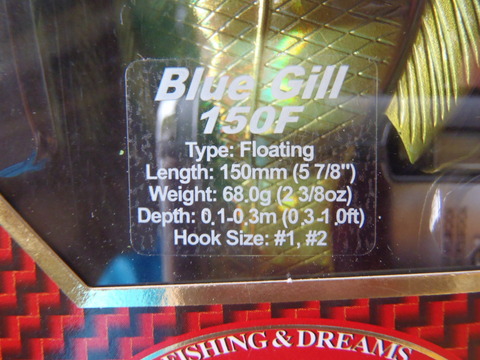 Blue Gill
150F
Type: Floating
Length: 150mm (5 7/8")
Weight: 68.0g (2 3/8oz)
Depth: 0.1-0.3m (0.3-1.0ft)
Hook Size: #1, #2
FISHING & DREAMS